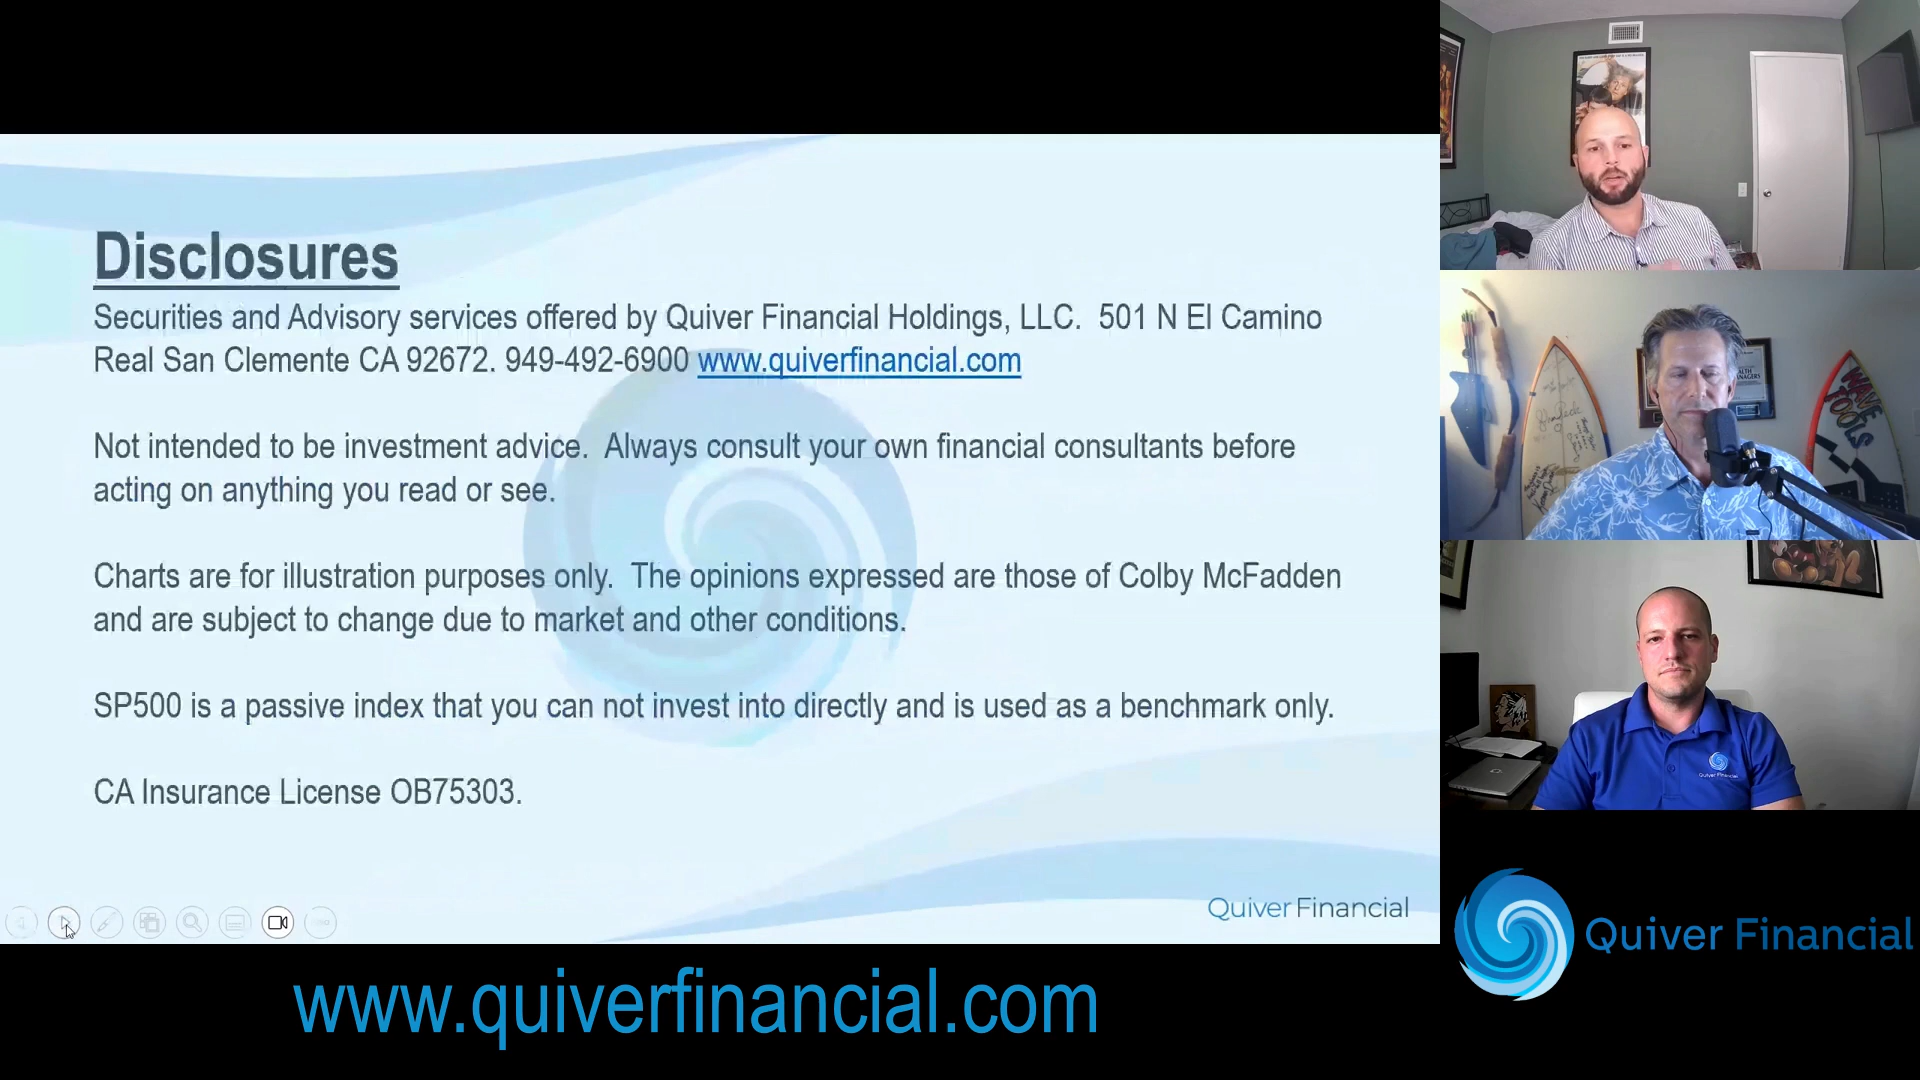 Disclosures
Securities and Advisory services offered by Quiver Financial Holdings, LLC.  501 N El Camino
Real San Clemente CA 92672. 949-492-6900 www.quiverfinancial.com
Not intended to be investment advice.  Always consult your own financial consultants before
acting on anything you read or see.
Charts are for illustration purposes only.  The opinions expressed are those of Colby McFadden
and are subject to change due to market and other conditions.
SP500 is a passive index that you can not invest into directly and is used as a benchmark only.
CA Insurance License OB75303.
Quiver Financial
www.quiverfinancial.com
WAVE
TOOLS
Quiver Financial
Quiver Financial